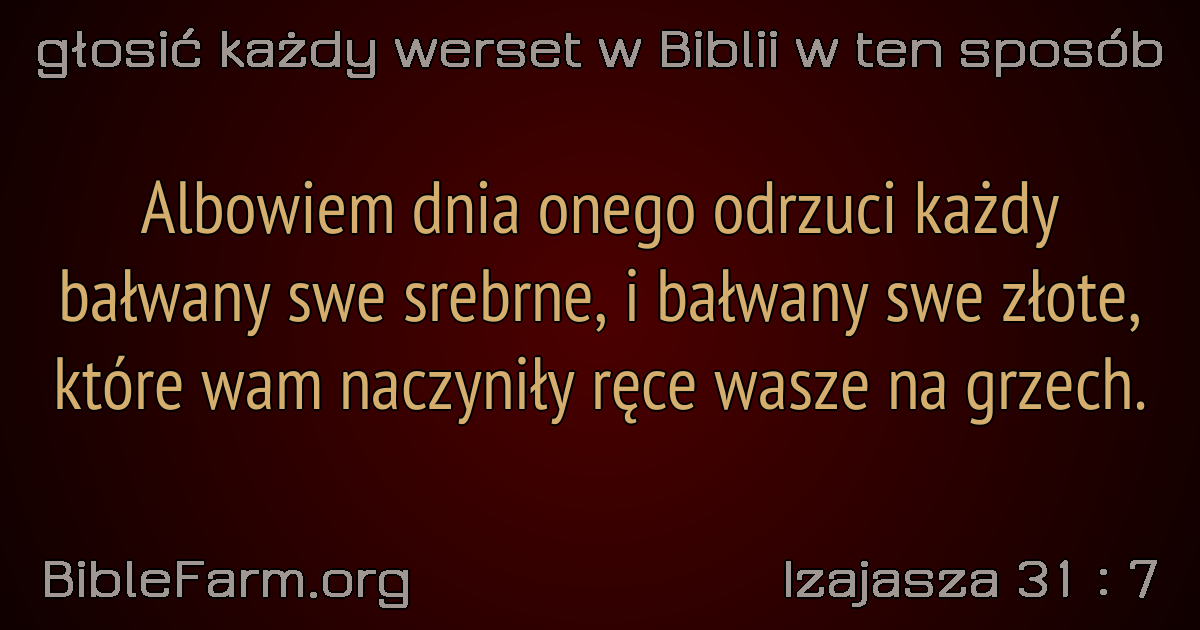 głosić każdy werset w Biblii w ten sposób
Albowiem dnia onego odrzuci każdy
bałwany swe srebrne, i bałwany swe złote,
które wam naczyniły ręce wasze na grzech.
BibleFarm.org
Izajasza 31 : 7